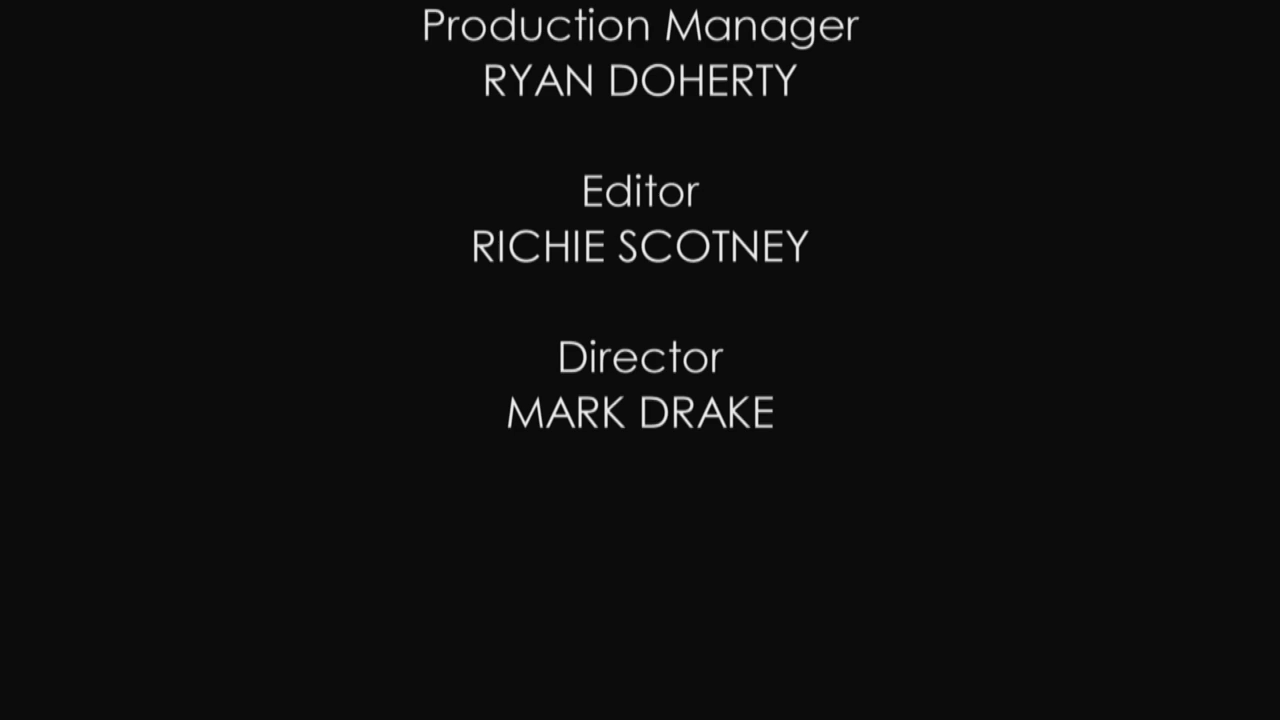 Production Manager
RYAN DOHERTY
Editor
RICHIE SCOTNEY
Director
MARK DRAKE